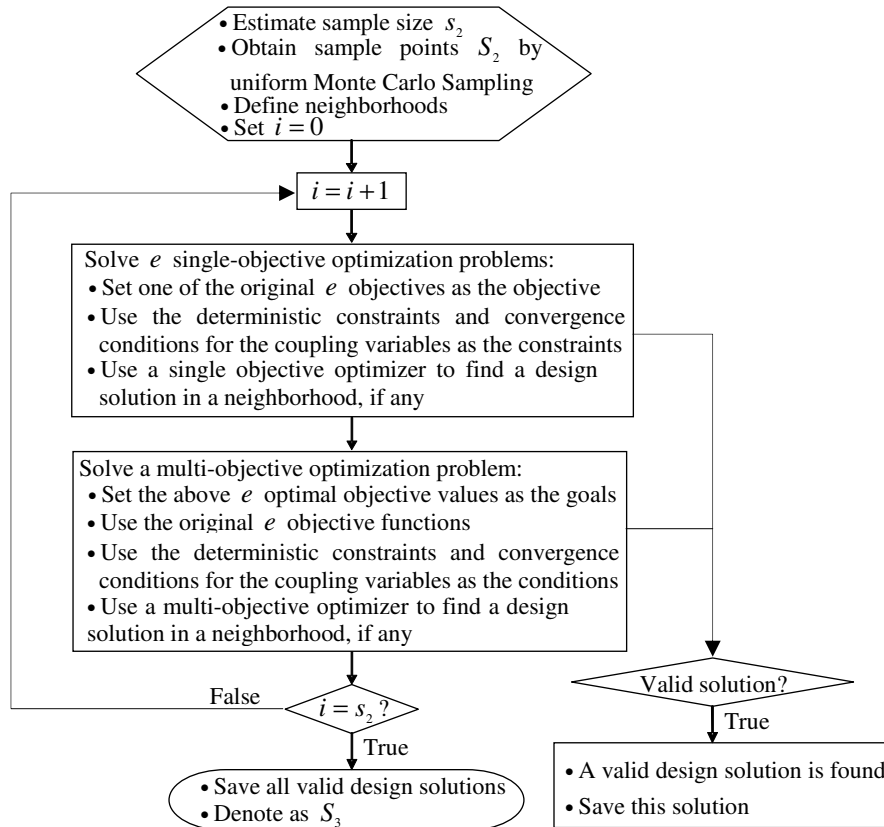 • Estimate sample size s₂
• Obtain sample points S₂ by
uniform Monte Carlo Sampling
• Define neighborhoods
• Set i = 0
i = i + 1
Solve e single-objective optimization problems:
• Set one of the original e objectives as the objective
• Use the deterministic constraints and convergence
conditions for the coupling variables as the constraints
• Use a single objective optimizer to find a design
solution in a neighborhood, if any
Solve a multi-objective optimization problem:
• Set the above e optimal objective values as the goals
• Use the original e objective functions
• Use the deterministic constraints and convergence
conditions for the coupling variables as the conditions
• Use a multi-objective optimizer to find a design
solution in a neighborhood, if any
False
i = s₂ ?
True
• Save all valid design solutions
• Denote as S₃
Valid solution?
True
• A valid design solution is found
• Save this solution